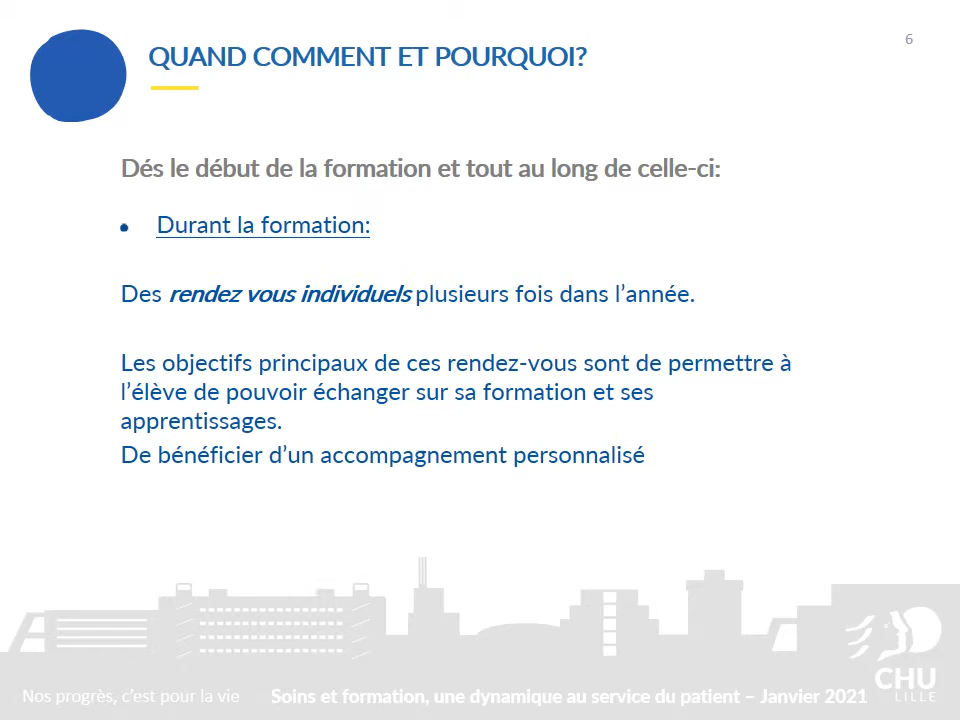 6
QUAND COMMENT ET POURQUOI?
Dés le début de la formation et tout au long de celle-ci:
• Durant la formation:
Des rendez vous individuels plusieurs fois dans l’année.
Les objectifs principaux de ces rendez-vous sont de permettre à
l’élève de pouvoir échanger sur sa formation et ses
apprentissages.
De bénéficier d’un accompagnement personnalisé
Nos progrès, c’est pour la vie
Soins et formation, une dynamique au service du patient – Janvier 2021
CHU
LILLE